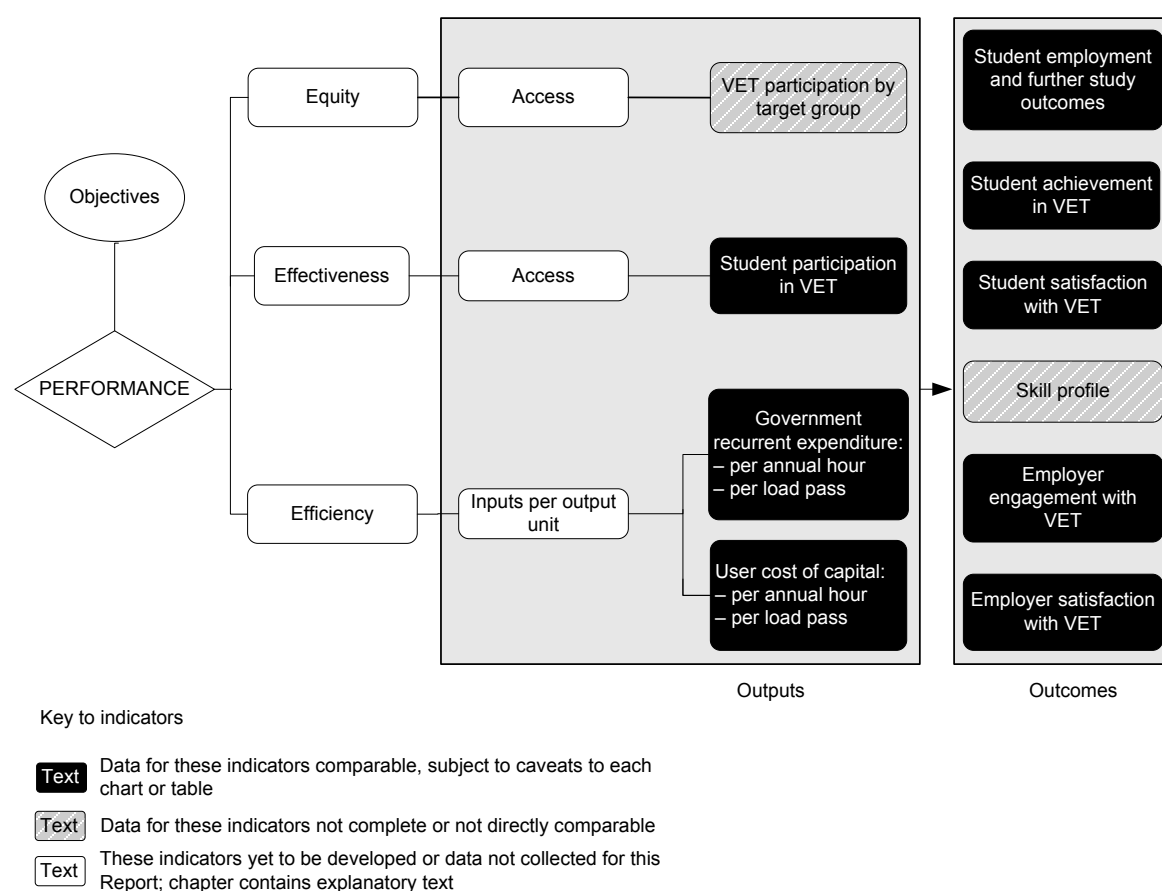 Objectives
PERFORMANCE
Equity
Access
VET participation by
target group
Effectiveness
Access
Student participation
in VET
Efficiency
Inputs per output
unit
Government
recurrent expenditure:
– per annual hour
– per load pass
User cost of capital:
– per annual hour
– per load pass
Outputs
Student employment
and further study
outcomes
Student achievement
in VET
Student satisfaction
with VET
Skill profile
Employer
engagement with
VET
Employer satisfaction
with VET
Outcomes
Key to indicators
Text
Data for these indicators comparable, subject to caveats to each
chart or table
Text
Data for these indicators not complete or not directly comparable
Text
These indicators yet to be developed or data not collected for this
Report; chapter contains explanatory text